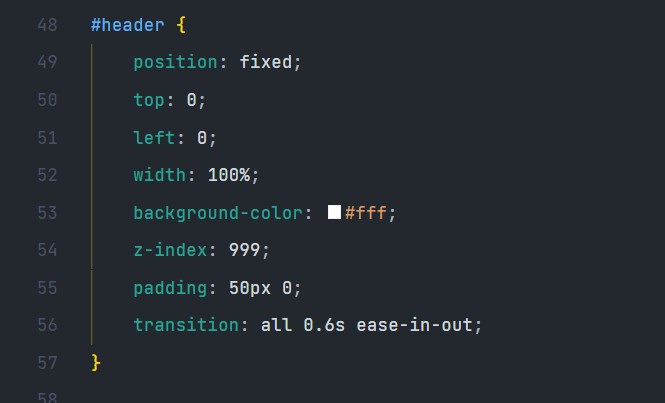 48 #header {
49 position: fixed;
50 top: 0;
51 left: 0;
52 width: 100%;
53 background-color: #fff;
54 z-index: 999;
55 padding: 50px 0;
56 transition: all 0.6s ease-in-out;
57 }
58